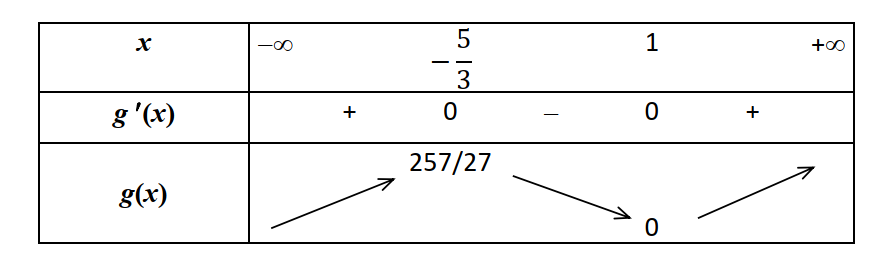 x −∞ −5/3 1 +∞
g ′(x) + 0 − 0 +
g(x) 257/27 0